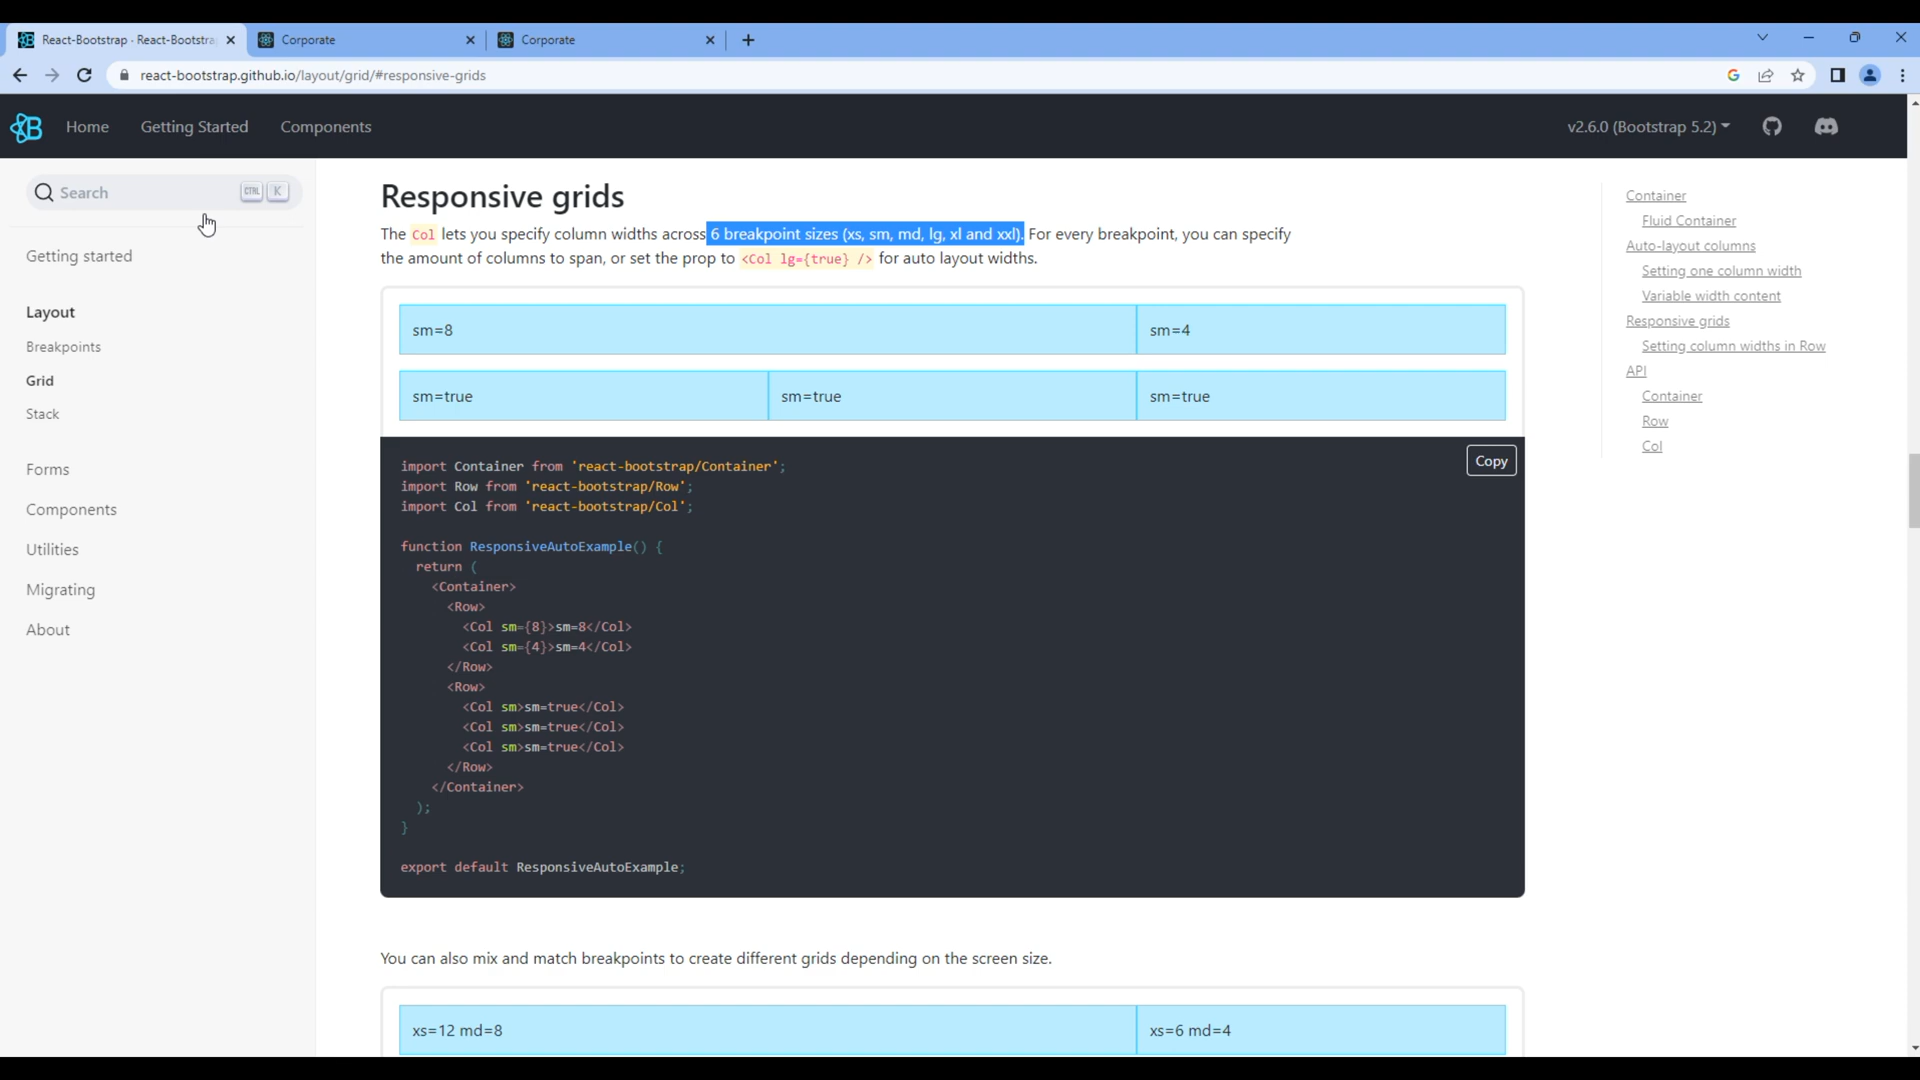 React-Bootstrap · React-Bootstra
Corporate
Corporate
react-bootstrap.github.io/layout/grid/#responsive-grids
Home
Getting Started
Components
v2.6.0 (Bootstrap 5.2)
Search
CTRL K
Getting started
Layout
Breakpoints
Grid
Stack
Forms
Components
Utilities
Migrating
About
Responsive grids
The Col lets you specify column widths across 6 breakpoint sizes (xs, sm, md, lg, xl and xxl). For every breakpoint, you can specify
the amount of columns to span, or set the prop to <Col lg={true} /> for auto layout widths.
sm=8
sm=4
sm=true
sm=true
sm=true
Copy
import Container from 'react-bootstrap/Container';
import Row from 'react-bootstrap/Row';
import Col from 'react-bootstrap/Col';
function ResponsiveAutoExample() {
return (
<Container>
<Row>
<Col sm={8}>sm=8</Col>
<Col sm={4}>sm=4</Col>
</Row>
<Row>
<Col sm>sm=true</Col>
<Col sm>sm=true</Col>
<Col sm>sm=true</Col>
</Row>
</Container>
);
}
export default ResponsiveAutoExample;
You can also mix and match breakpoints to create different grids depending on the screen size.
xs=12 md=8
xs=6 md=4
Container
Fluid Container
Auto-layout columns
Setting one column width
Variable width content
Responsive grids
Setting column widths in Row
API
Container
Row
Col